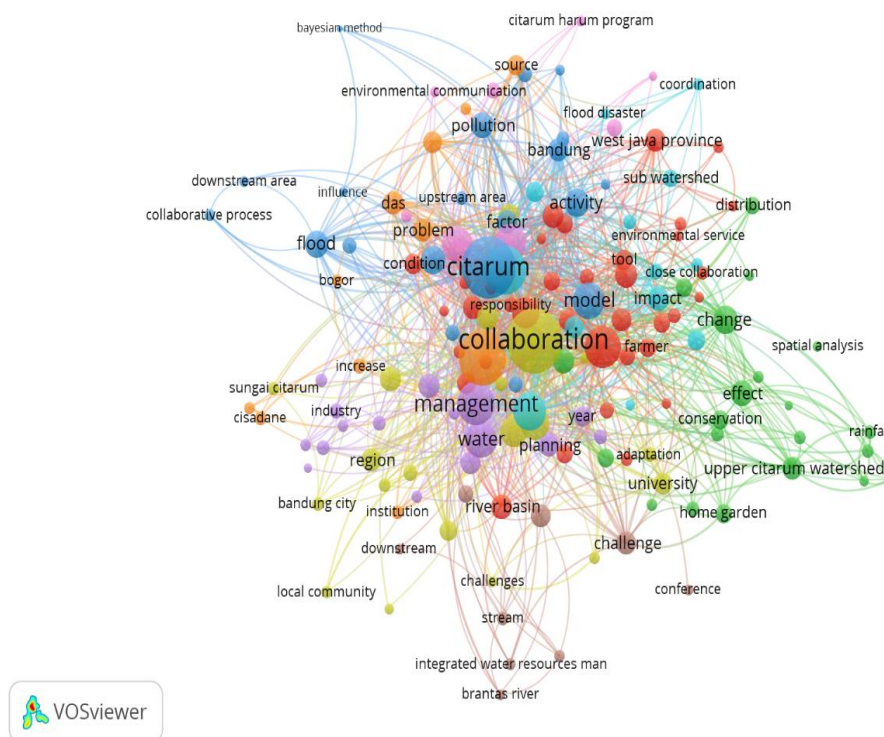 citarum harum program
bayesian method
source
environmental communication
coordination
pollution
flood disaster
bandung
west java province
downstream area
influence
upstream area
sub watershed
collaborative process
das
activity
distribution
factor
problem
environmental service
flood
condition
citarum
tool
close collaboration
bogor
model
impact
responsibility
change
collaboration
farmer
spatial analysis
increase
sungai citarum
effect
management
industry
cisadane
year
conservation
water
planning
rainfa
adaptation
region
upper citarum watershed
university
bandung city
river basin
institution
home garden
downstream
challenge
challenges
local community
conference
stream
integrated water resources man
brantas river
VOSviewer